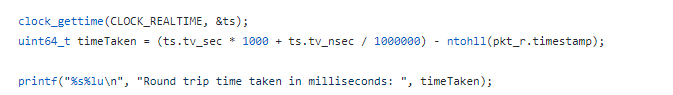 clock_gettime(CLOCK_REALTIME, &ts);
uint64_t timeTaken = (ts.tv_sec * 1000 + ts.tv_nsec / 1000000) - ntohll(pkt_r.timestamp);
printf("%s%lu\n", "Round trip time taken in milliseconds: ", timeTaken);